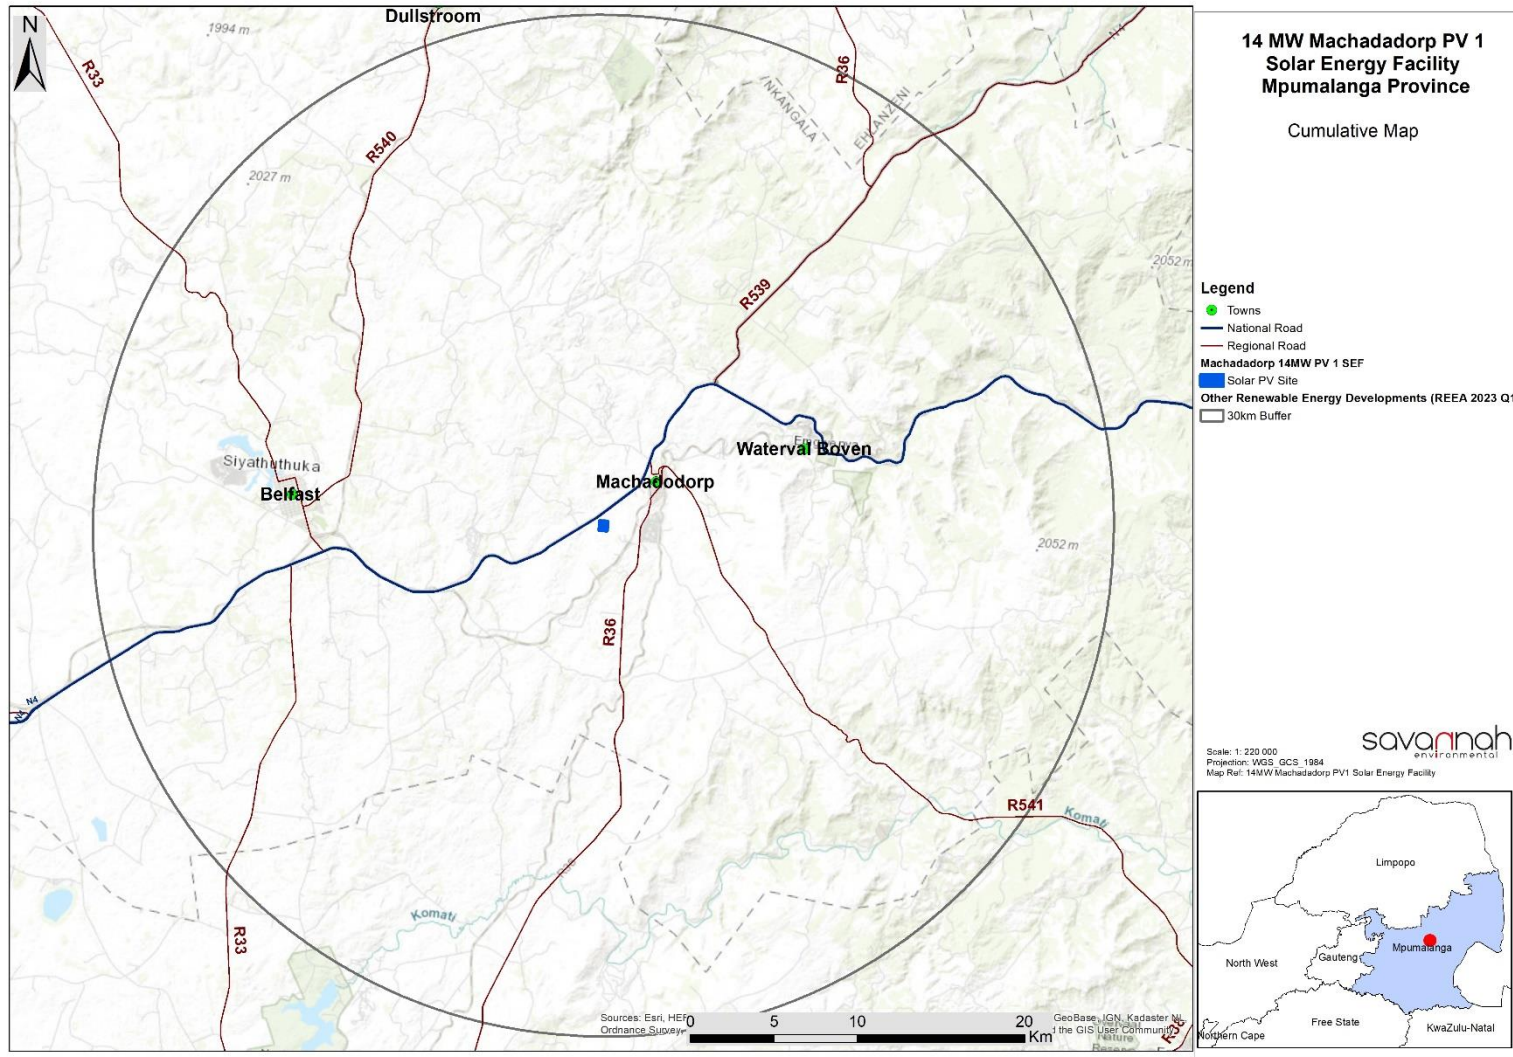 N
Dullstroom
1994 m
R33
R36
N4
NKANGALA
EHLANZENI
R540
2027 m
2052 m
R539
Siyathuthuka
Belfast
Waterval Boven
Machadodorp
2052 m
R36
N4
N4
R541
Komati
Komati
R33
R38
Sources: Esri, HER
Ordnance Survey,
0 5 10 20
Km
GeoBase, IGN, Kadaster NL,
the GIS User Community
Nature
14 MW Machadadorp PV 1
Solar Energy Facility
Mpumalanga Province
Cumulative Map
Legend
Towns
National Road
Regional Road
Machadadorp 14MW PV 1 SEF
Solar PV Site
Other Renewable Energy Developments (REEA 2023 Q1
30km Buffer
savannah
environmental
Scale: 1: 220 000
Projection: WGS_GCS_1984
Map Ref: 14MW Machadadorp PV1 Solar Energy Facility
Limpopo
Mpumalanga
North West
Gauteng
Free State
KwaZulu-Natal
Northern Cape